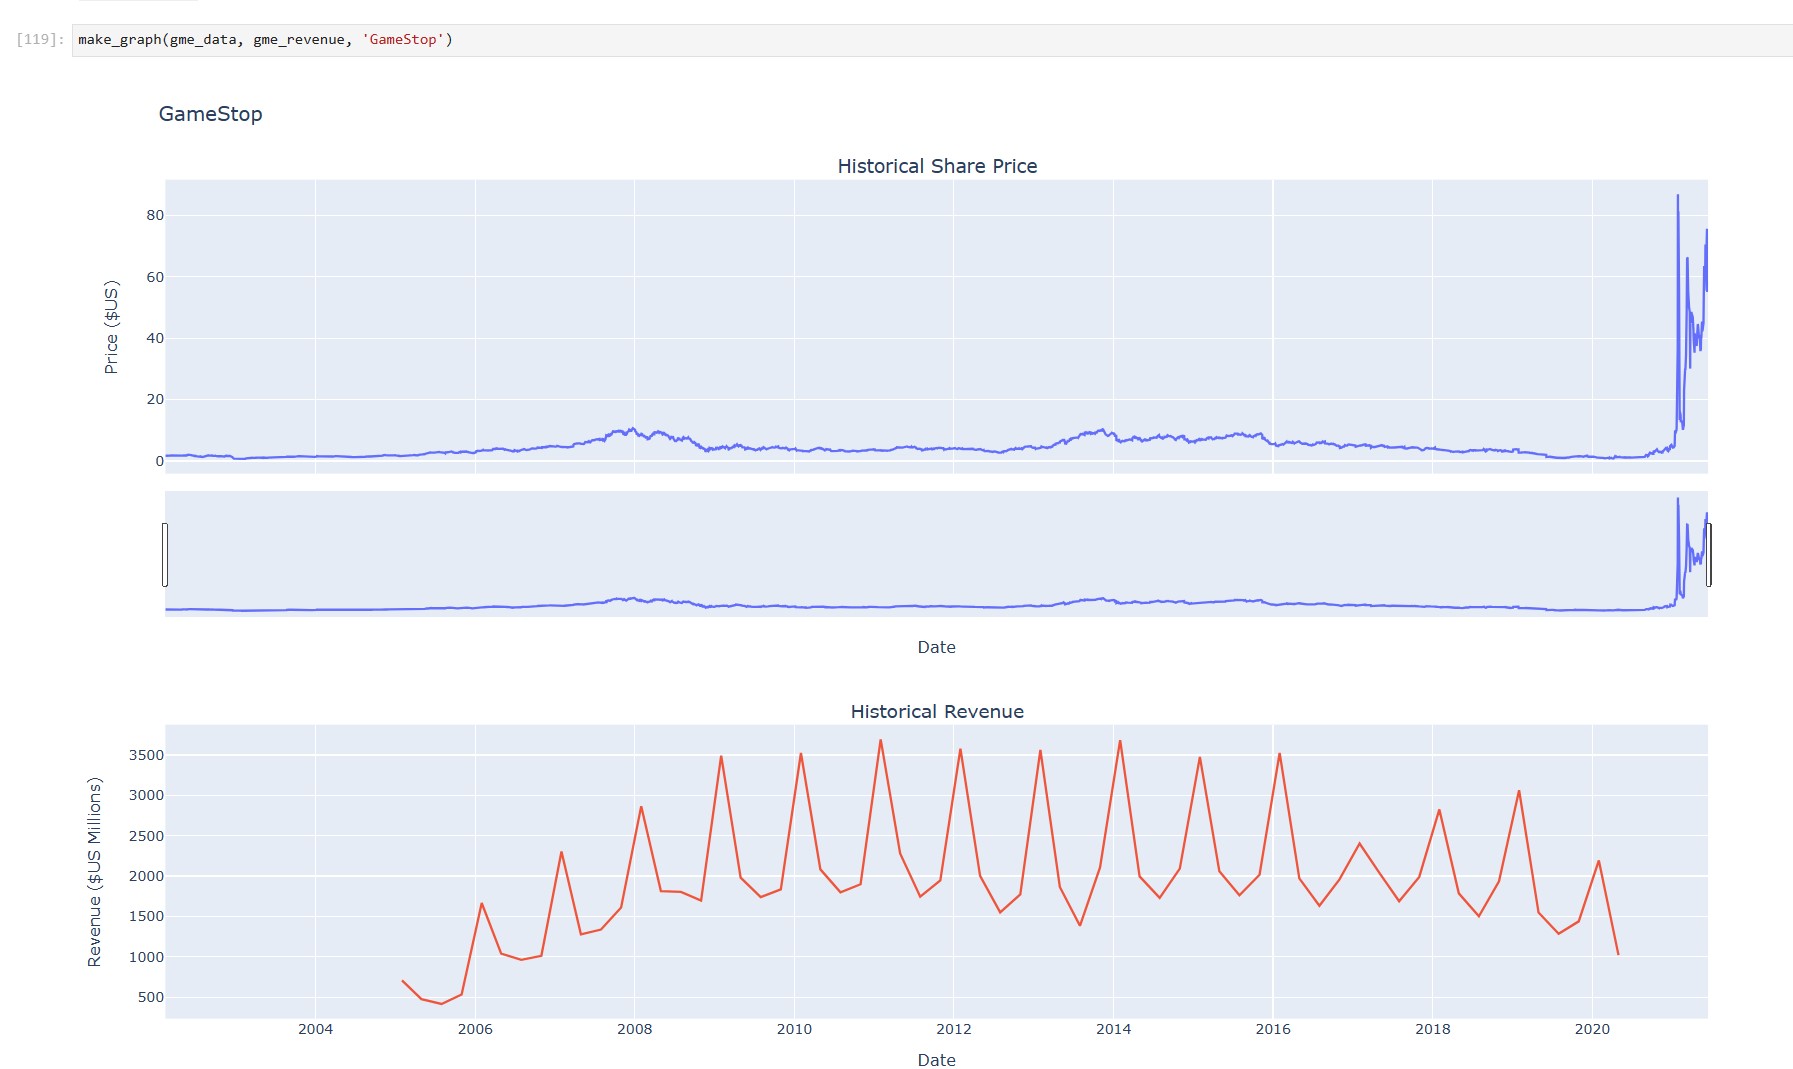 [119]: make_graph(gme_data, gme_revenue, 'GameStop')
GameStop
Historical Share Price
80
60
40
20
0
Price ($US)
Date
Historical Revenue
3500
3000
2500
2000
1500
1000
500
Revenue ($US Millions)
2004 2006 2008 2010 2012 2014 2016 2018 2020
Date